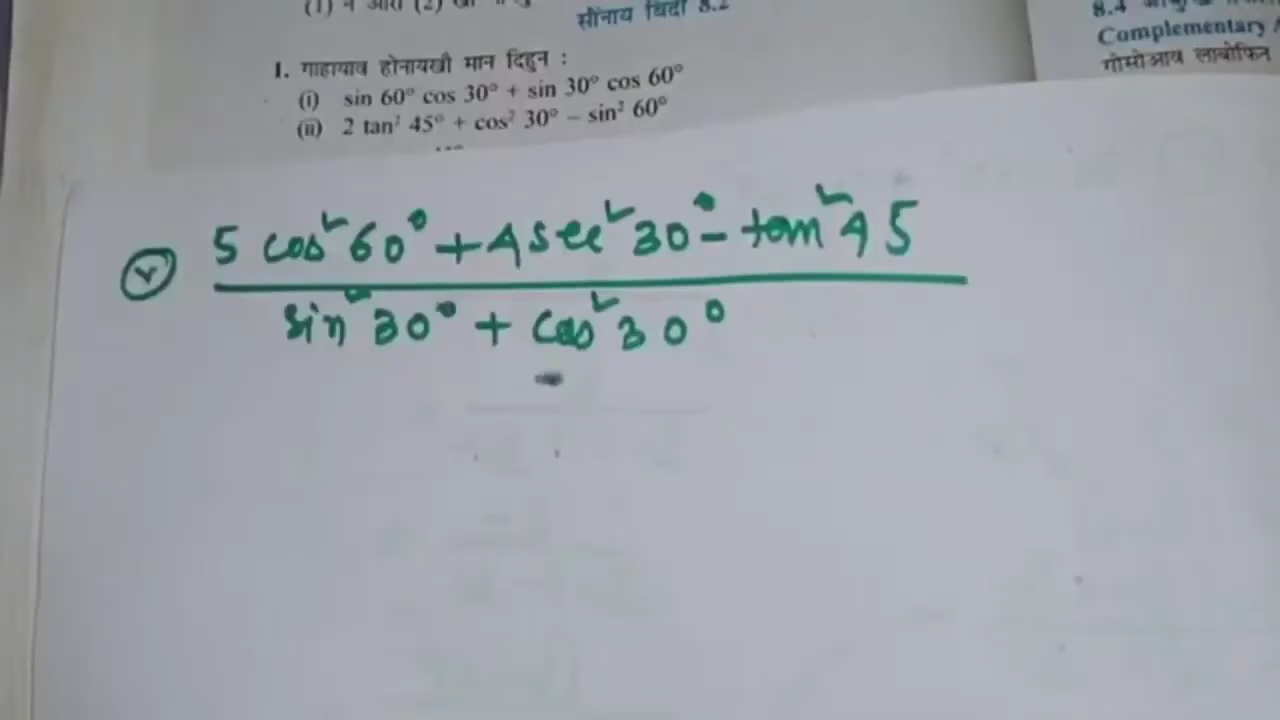 सौनाय बिदां 8.2
8.4
Complementary
गोसोआव लाबोफिन
1. गाहायाव होनायखौ मान दिहुन :
(i) sin 60° cos 30° + sin 30° cos 60°
(ii) 2 tan² 45° + cos² 30° − sin² 60°
(v) 5 cos² 60° + 4 sec² 30° − tan² 45
sin² 30° + cos² 30°